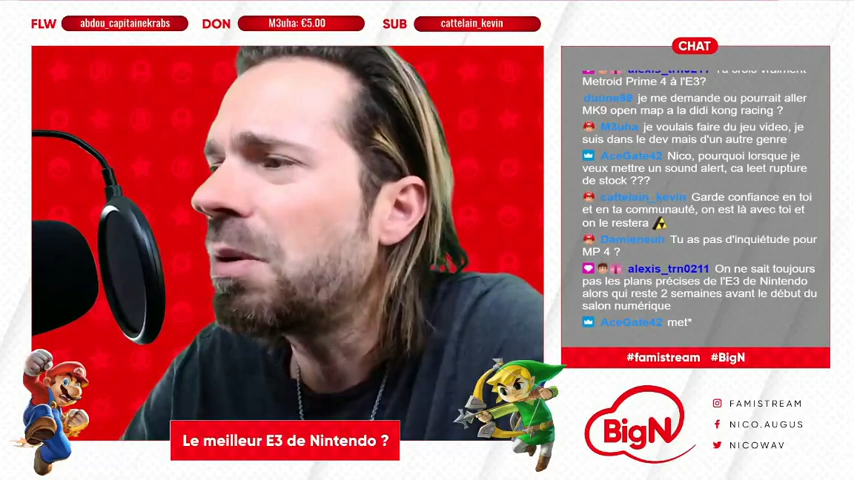 FLW abdou_capitainekrabs DON M3uha: €5.00 SUB cattelain_kevin
CHAT
alexis_trn0211 Tu crois vraiment
Metroid Prime 4 à l'E3?
duune59 je me demande ou pourrait aller
MK9 open map a la didi kong racing ?
M3uha je voulais faire du jeu video, je
suis dans le dev mais d'un autre genre
AceGate42 Nico, pourquoi lorsque je
veux mettre un sound alert, ca leet rupture
de stock ???
cattelain_kevin Garde confiance en toi
et en ta communauté, on est là avec toi et
on le restera
Damieneuh Tu as pas d'inquiétude pour
MP 4 ?
alexis_trn0211 On ne sait toujours
pas les plans précises de l'E3 de Nintendo
alors qui reste 2 semaines avant le début du
salon numérique
AceGate42 met*
#famistream #BigN
Le meilleur E3 de Nintendo ?
BigN
FAMISTREAM
NICO.AUGUS
NICOWAV